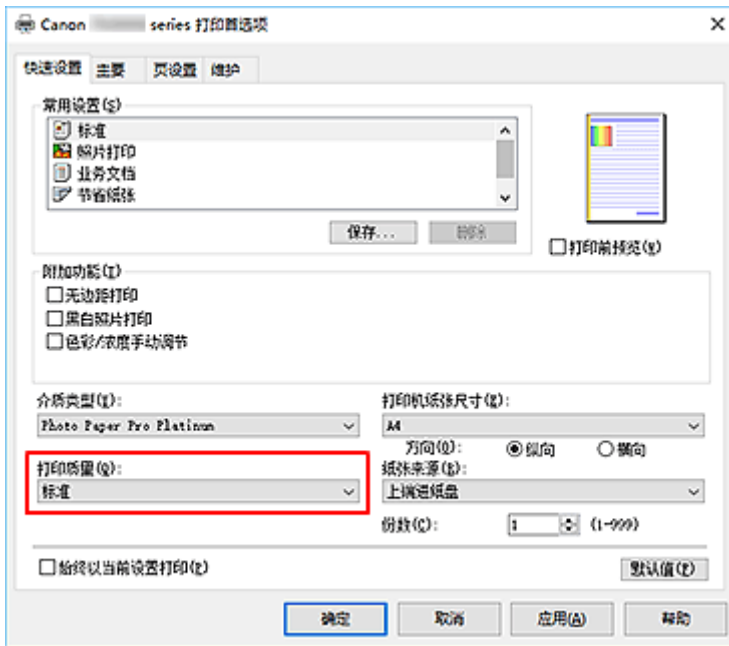 Canon series 打印首选项
快速设置 主要 页设置 维护
常用设置(S)
标准
照片打印
业务文档
节省纸张
保存... 删除
打印前预览(W)
附加功能(I)
无边距打印
黑白照片打印
色彩/浓度手动调节
介质类型(Y): 打印机纸张尺寸(Z):
Photo Paper Pro Platinum A4
方向(O): 纵向 横向
打印质量(Q): 纸张来源(B):
标准 上端进纸盘
份数(C): 1 (1-999)
始终以当前设置打印(K) 默认值(F)
确定 取消 应用(A) 帮助